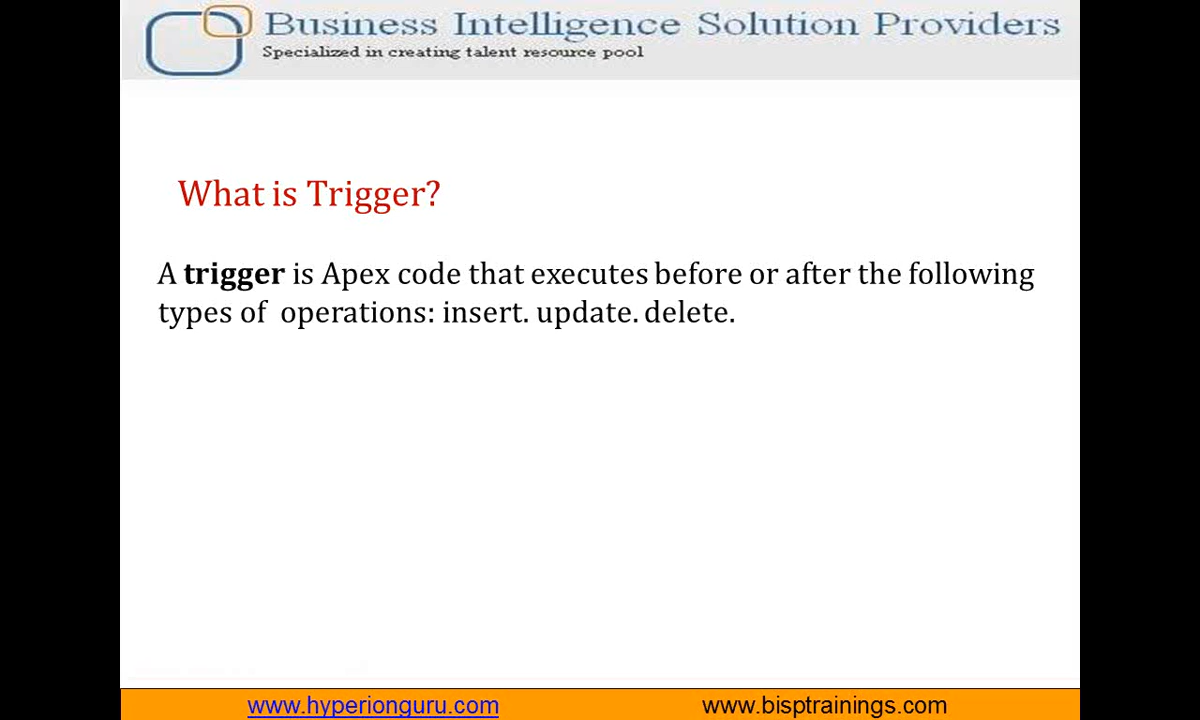 Business Intelligence Solution Providers
Specialized in creating talent resource pool
What is Trigger?
A trigger is Apex code that executes before or after the following
types of operations: insert. update. delete.
www.hyperionguru.com www.bisptrainings.com